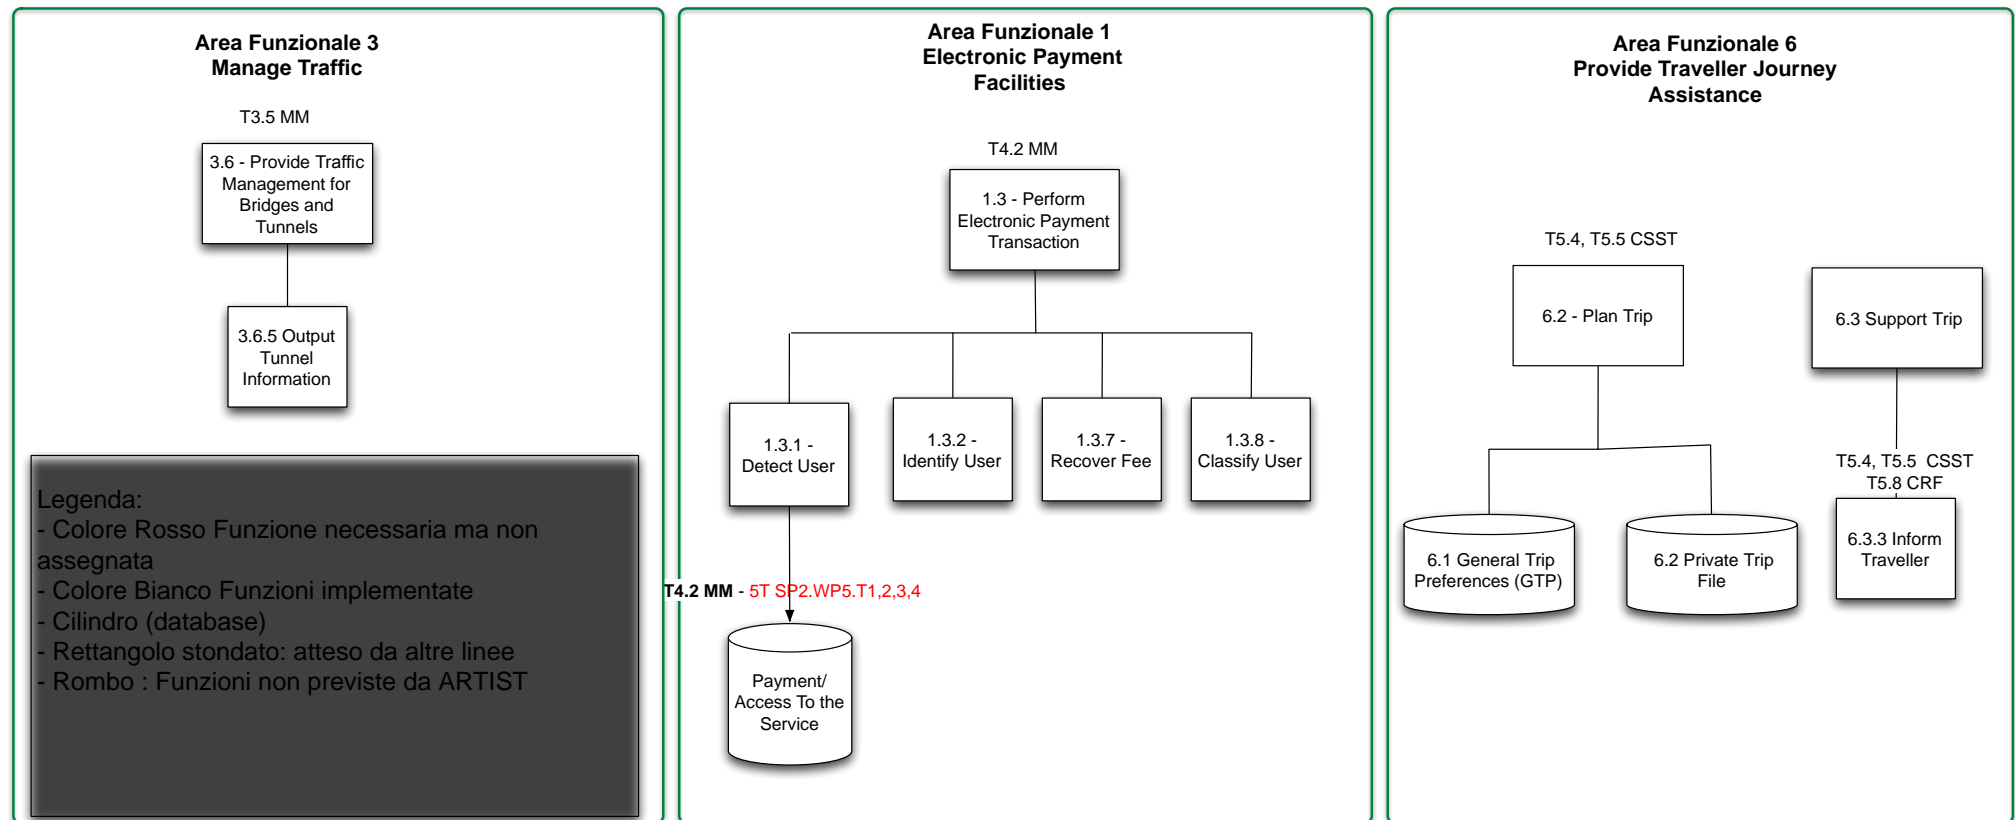 Area Funzionale 3
Manage Traffic
T3.5 MM
3.6 - Provide Traffic
Management for
Bridges and
Tunnels
3.6.5 Output
Tunnel
Information
Legenda:
- Colore Rosso Funzione necessaria ma non
assegnata
- Colore Bianco Funzioni implementate
- Cilindro (database)
- Rettangolo stondato: atteso da altre linee
- Rombo : Funzioni non previste da ARTIST
Area Funzionale 1
Electronic Payment
Facilities
T4.2 MM
1.3 - Perform
Electronic Payment
Transaction
1.3.1 -
Detect User
1.3.2 -
Identify User
1.3.7 -
Recover Fee
1.3.8 -
Classify User
T4.2 MM - 5T SP2.WP5.T1,2,3,4
Payment/
Access To the
Service
Area Funzionale 6
Provide Traveller Journey
Assistance
T5.4, T5.5 CSST
6.2 - Plan Trip
6.3 Support Trip
T5.4, T5.5 CSST
T5.8 CRF
6.1 General Trip
Preferences (GTP)
6.2 Private Trip
File
6.3.3 Inform
Traveller